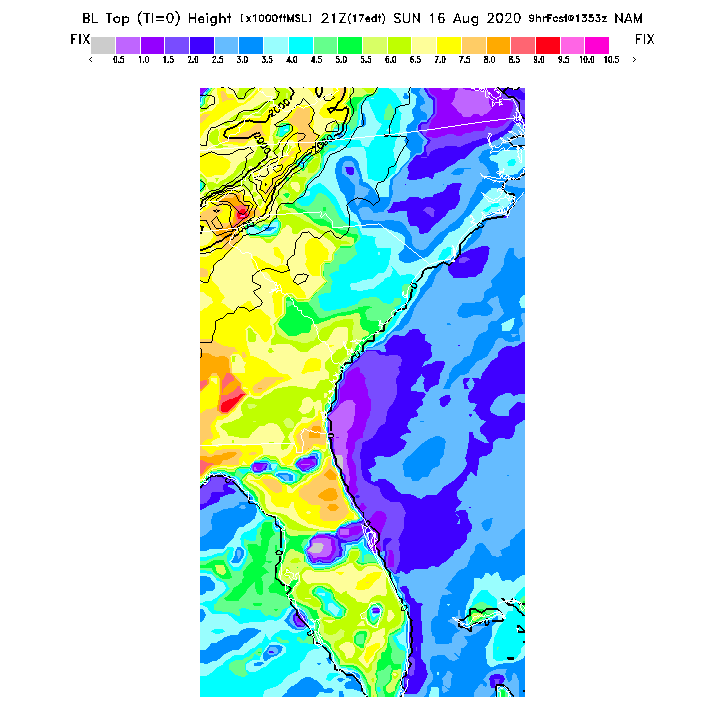 BL Top (TI=0) Height [x1000ftMSL] 21Z(17edt) SUN 16 Aug 2020 9hrFcst@1353z NAM
FIX FIX
< 0.5 1.0 1.5 2.0 2.5 3.0 3.5 4.0 4.5 5.0 5.5 6.0 6.5 7.0 7.5 8.0 8.5 9.0 9.5 10.0 10.5 >
2000
2000
2000